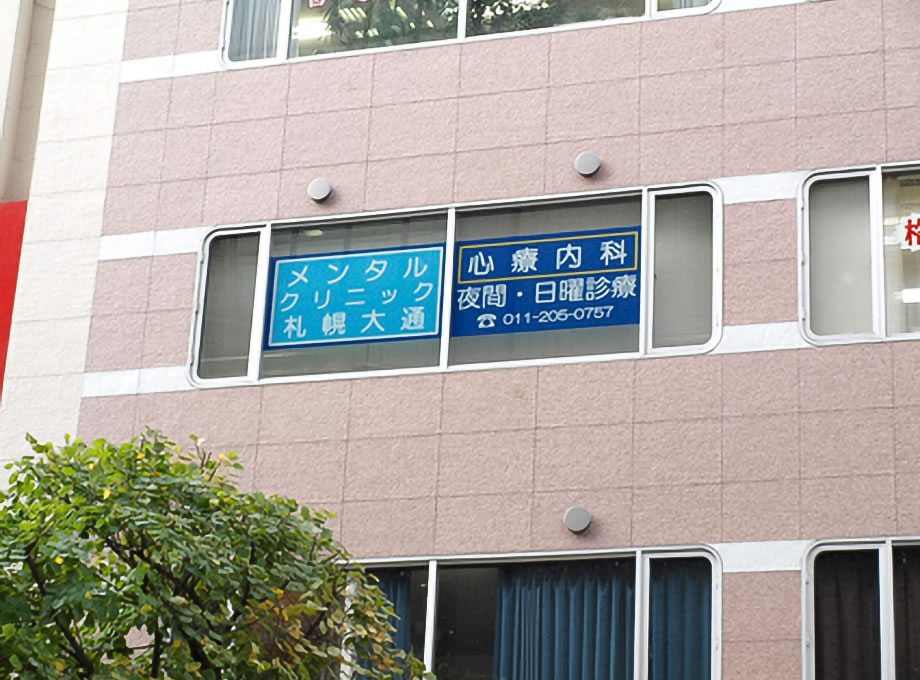 メンタル
クリニック
札幌大通
心療内科
夜間・日曜診療
☎ 011-205-0757